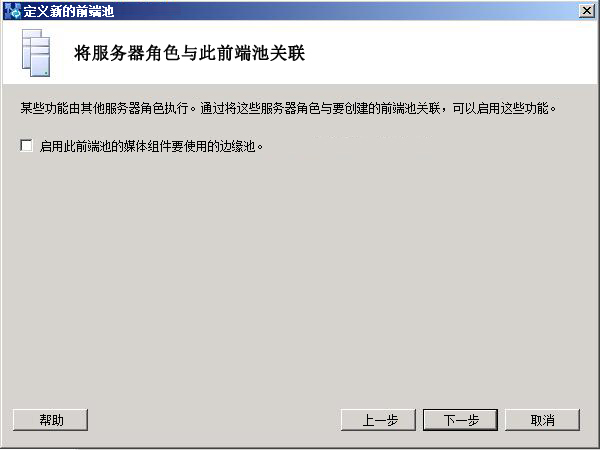 定义新的前端池
将服务器角色与此前端池关联
某些功能由其他服务器角色执行。通过将这些服务器角色与要创建的前端池关联，可以启用这些功能。
启用此前端池的媒体组件要使用的边缘池。
帮助 上一步 下一步 取消